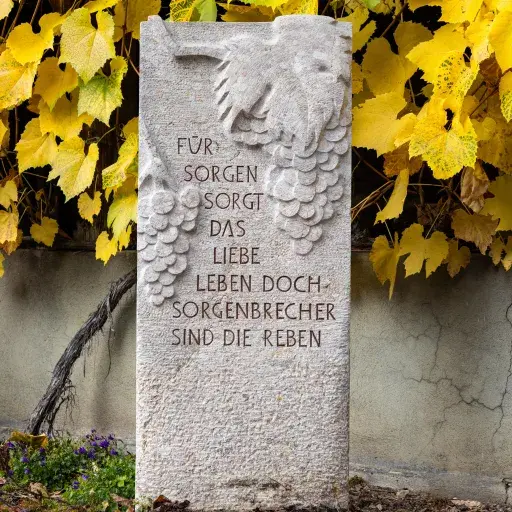 FÜR
SORGEN
SORGT
DAS
LIEBE
LEBEN DOCH-
SORGENBRECHER
SIND DIE REBEN